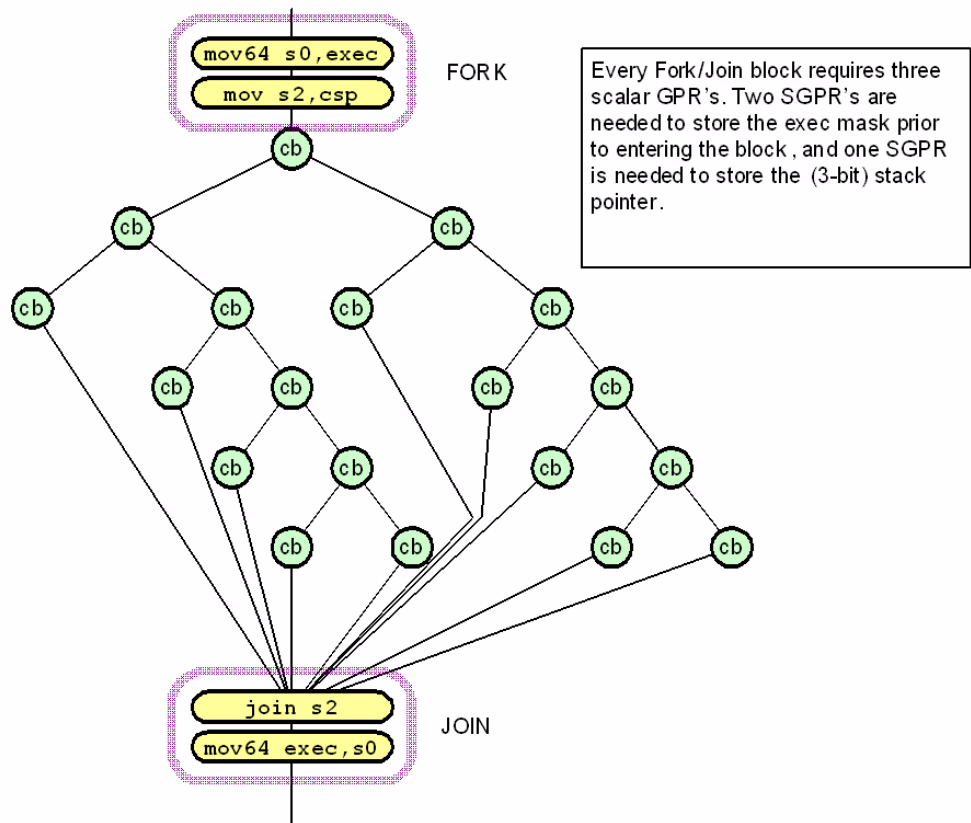 mov64 s0,exec
mov s2,csp
FORK
Every Fork/Join block requires three
scalar GPR's. Two SGPR's are
needed to store the exec mask prior
to entering the block, and one SGPR
is needed to store the (3-bit) stack
pointer.
cb
cb cb
cb cb cb cb
cb cb cb cb
cb cb cb cb
cb cb cb cb
join s2
mov64 exec,s0
JOIN